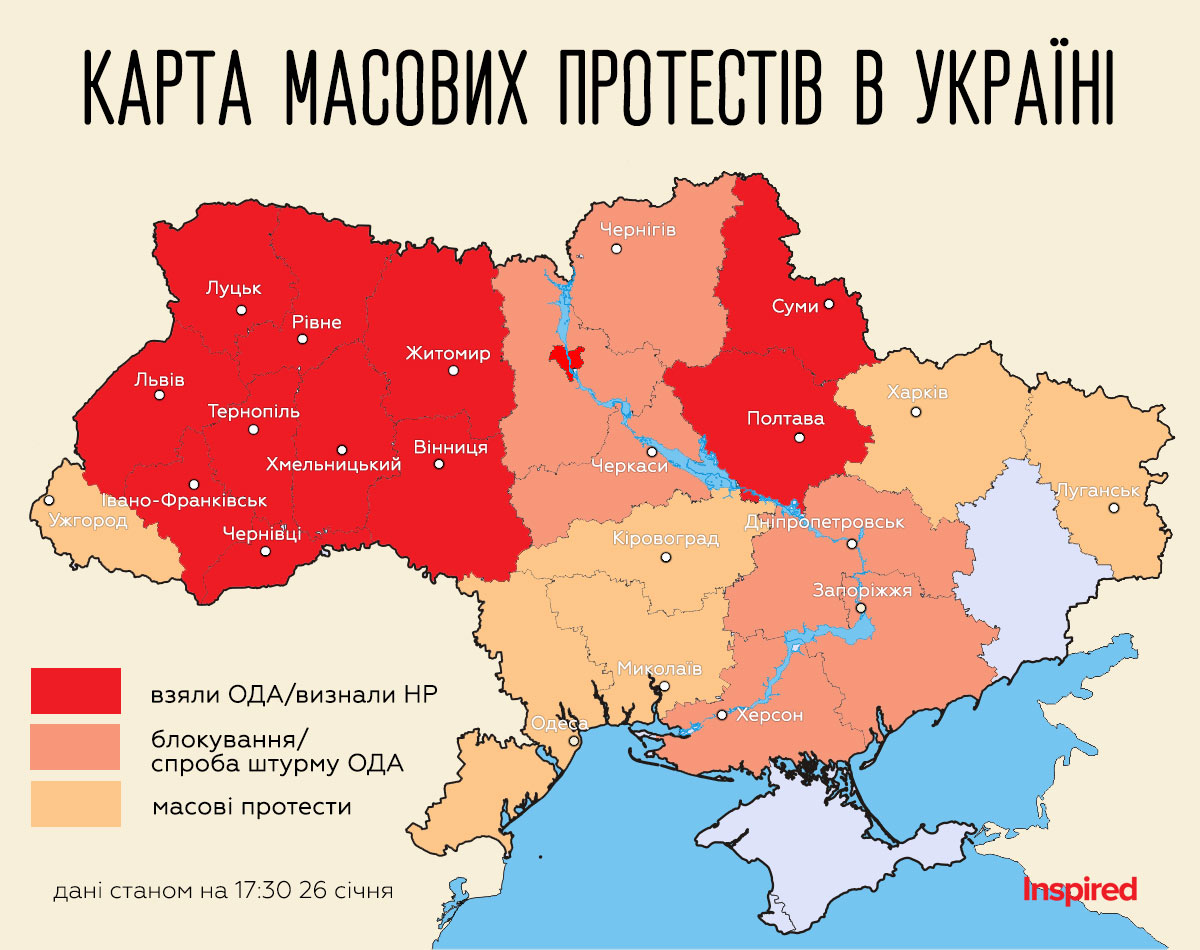 КАРТА МАСОВИХ ПРОТЕСТІВ В УКРАЇНІ
Чернігів
Луцьк
Суми
Рівне
Житомир
Львів
Харків
Тернопіль
Полтава
Вінниця
Хмельницький
Черкаси
Луганськ
Івано-Франківськ
Ужгород
Дніпропетровськ
Чернівці
Кіровоград
Запоріжжя
Миколаїв
Херсон
Одеса
взяли ОДА/визнали НР
блокування/
спроба штурму ОДА
масові протести
дані станом на 17:30 26 січня
Inspired